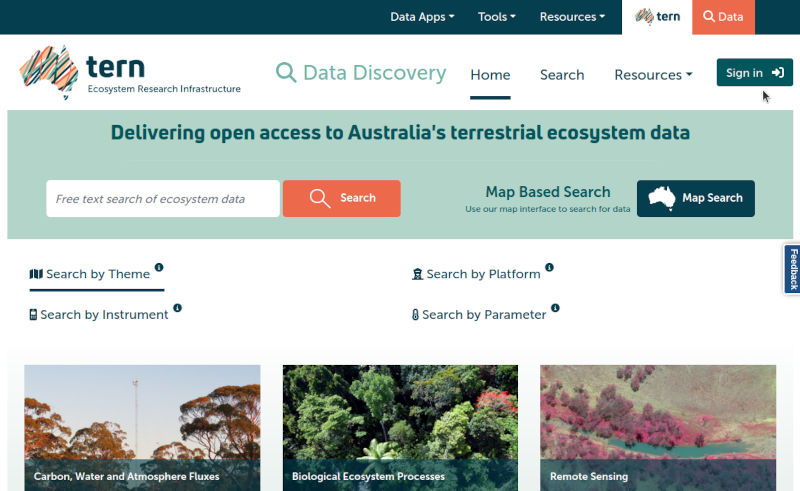 Data Apps Tools Resources tern Data
tern
Ecosystem Research Infrastructure
Data Discovery Home Search Resources Sign in
Delivering open access to Australia's terrestrial ecosystem data
Free text search of ecosystem data Search
Map Based Search
Use our map interface to search for data
Map Search
Feedback
Search by Theme Search by Platform
Search by Instrument Search by Parameter
Carbon, Water and Atmosphere Fluxes Biological Ecosystem Processes Remote Sensing